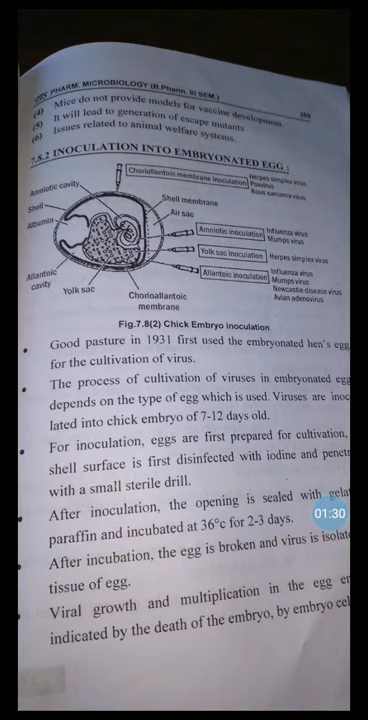 PHARM. MICROBIOLOGY (B.Pharm. III SEM.)
(4) Mice do not provide models for vaccine development.
(5) It will lead to generation of escape mutants
(6) Issues related to animal welfare systems.
7.8.2 INOCULATION INTO EMBRYONATED EGG :
Chorioallantoic membrane inoculation
Herpes simplex virus
Poxvirus
Rous sarcoma virus
Amniotic cavity
Shell
Albumin
Shell membrane
Air sac
Amniotic inoculation
Influenza virus
Mumps virus
Yolk sac inoculation
Herpes simplex virus
Allantoic inoculation
Influenza virus
Mumps virus
Newcastle disease virus
Avian adenovirus
Allantoic
cavity
Yolk sac
Chorioallantoic
membrane
Fig.7.8(2) Chick Embryo inoculation
• Good pasture in 1931 first used the embryonated hen's egg
for the cultivation of virus.
• The process of cultivation of viruses in embryonated egg
depends on the type of egg which is used. Viruses are inoc
lated into chick embryo of 7-12 days old.
• For inoculation, eggs are first prepared for cultivation,
shell surface is first disinfected with iodine and penetr
with a small sterile drill.
• After inoculation, the opening is sealed with gelat
paraffin and incubated at 36°c for 2-3 days.
01:30
• After incubation, the egg is broken and virus is isolate
tissue of egg.
• Viral growth and multiplication in the egg em
indicated by the death of the embryo, by embryo cel